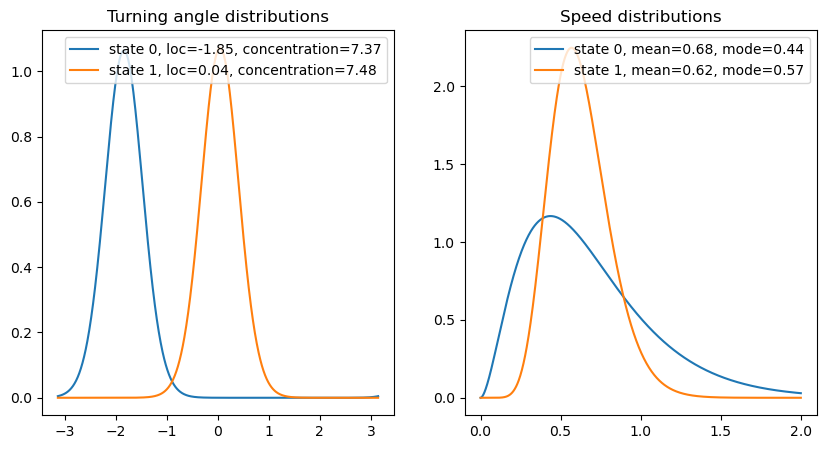 Turning angle distributions
state 0, loc=-1.85, concentration=7.37
state 1, loc=0.04, concentration=7.48
1.0
0.8
0.6
0.4
0.2
0.0
−3 −2 −1 0 1 2 3
Speed distributions
state 0, mean=0.68, mode=0.44
state 1, mean=0.62, mode=0.57
2.0
1.5
1.0
0.5
0.0
0.0 0.5 1.0 1.5 2.0